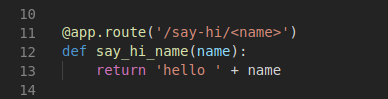 10
11 @app.route('/say-hi/<name>')
12 def say_hi_name(name):
13     return 'hello ' + name
14